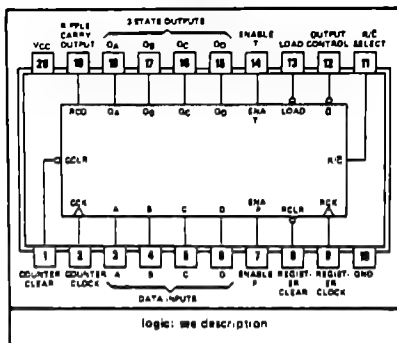 3 STATE OUTPUTS
RIPPLE CARRY OUTPUT
ENABLE T
OUTPUT CONTROL
R/C̅ SELECT
VCC QA QB QC QD LOAD
20 19 18 17 16 15 14 13 12 11
RCO QA QB QC QD ENA T LOAD G
CCLR R/C̅
CCK A B C D ENA P RCLR RCK
1 2 3 4 5 6 7 8 9 10
COUNTER CLEAR
COUNTER CLOCK
A B C D
ENABLE P
REGISTER CLEAR
REGISTER CLOCK
GND
DATA INPUTS
logic: see description